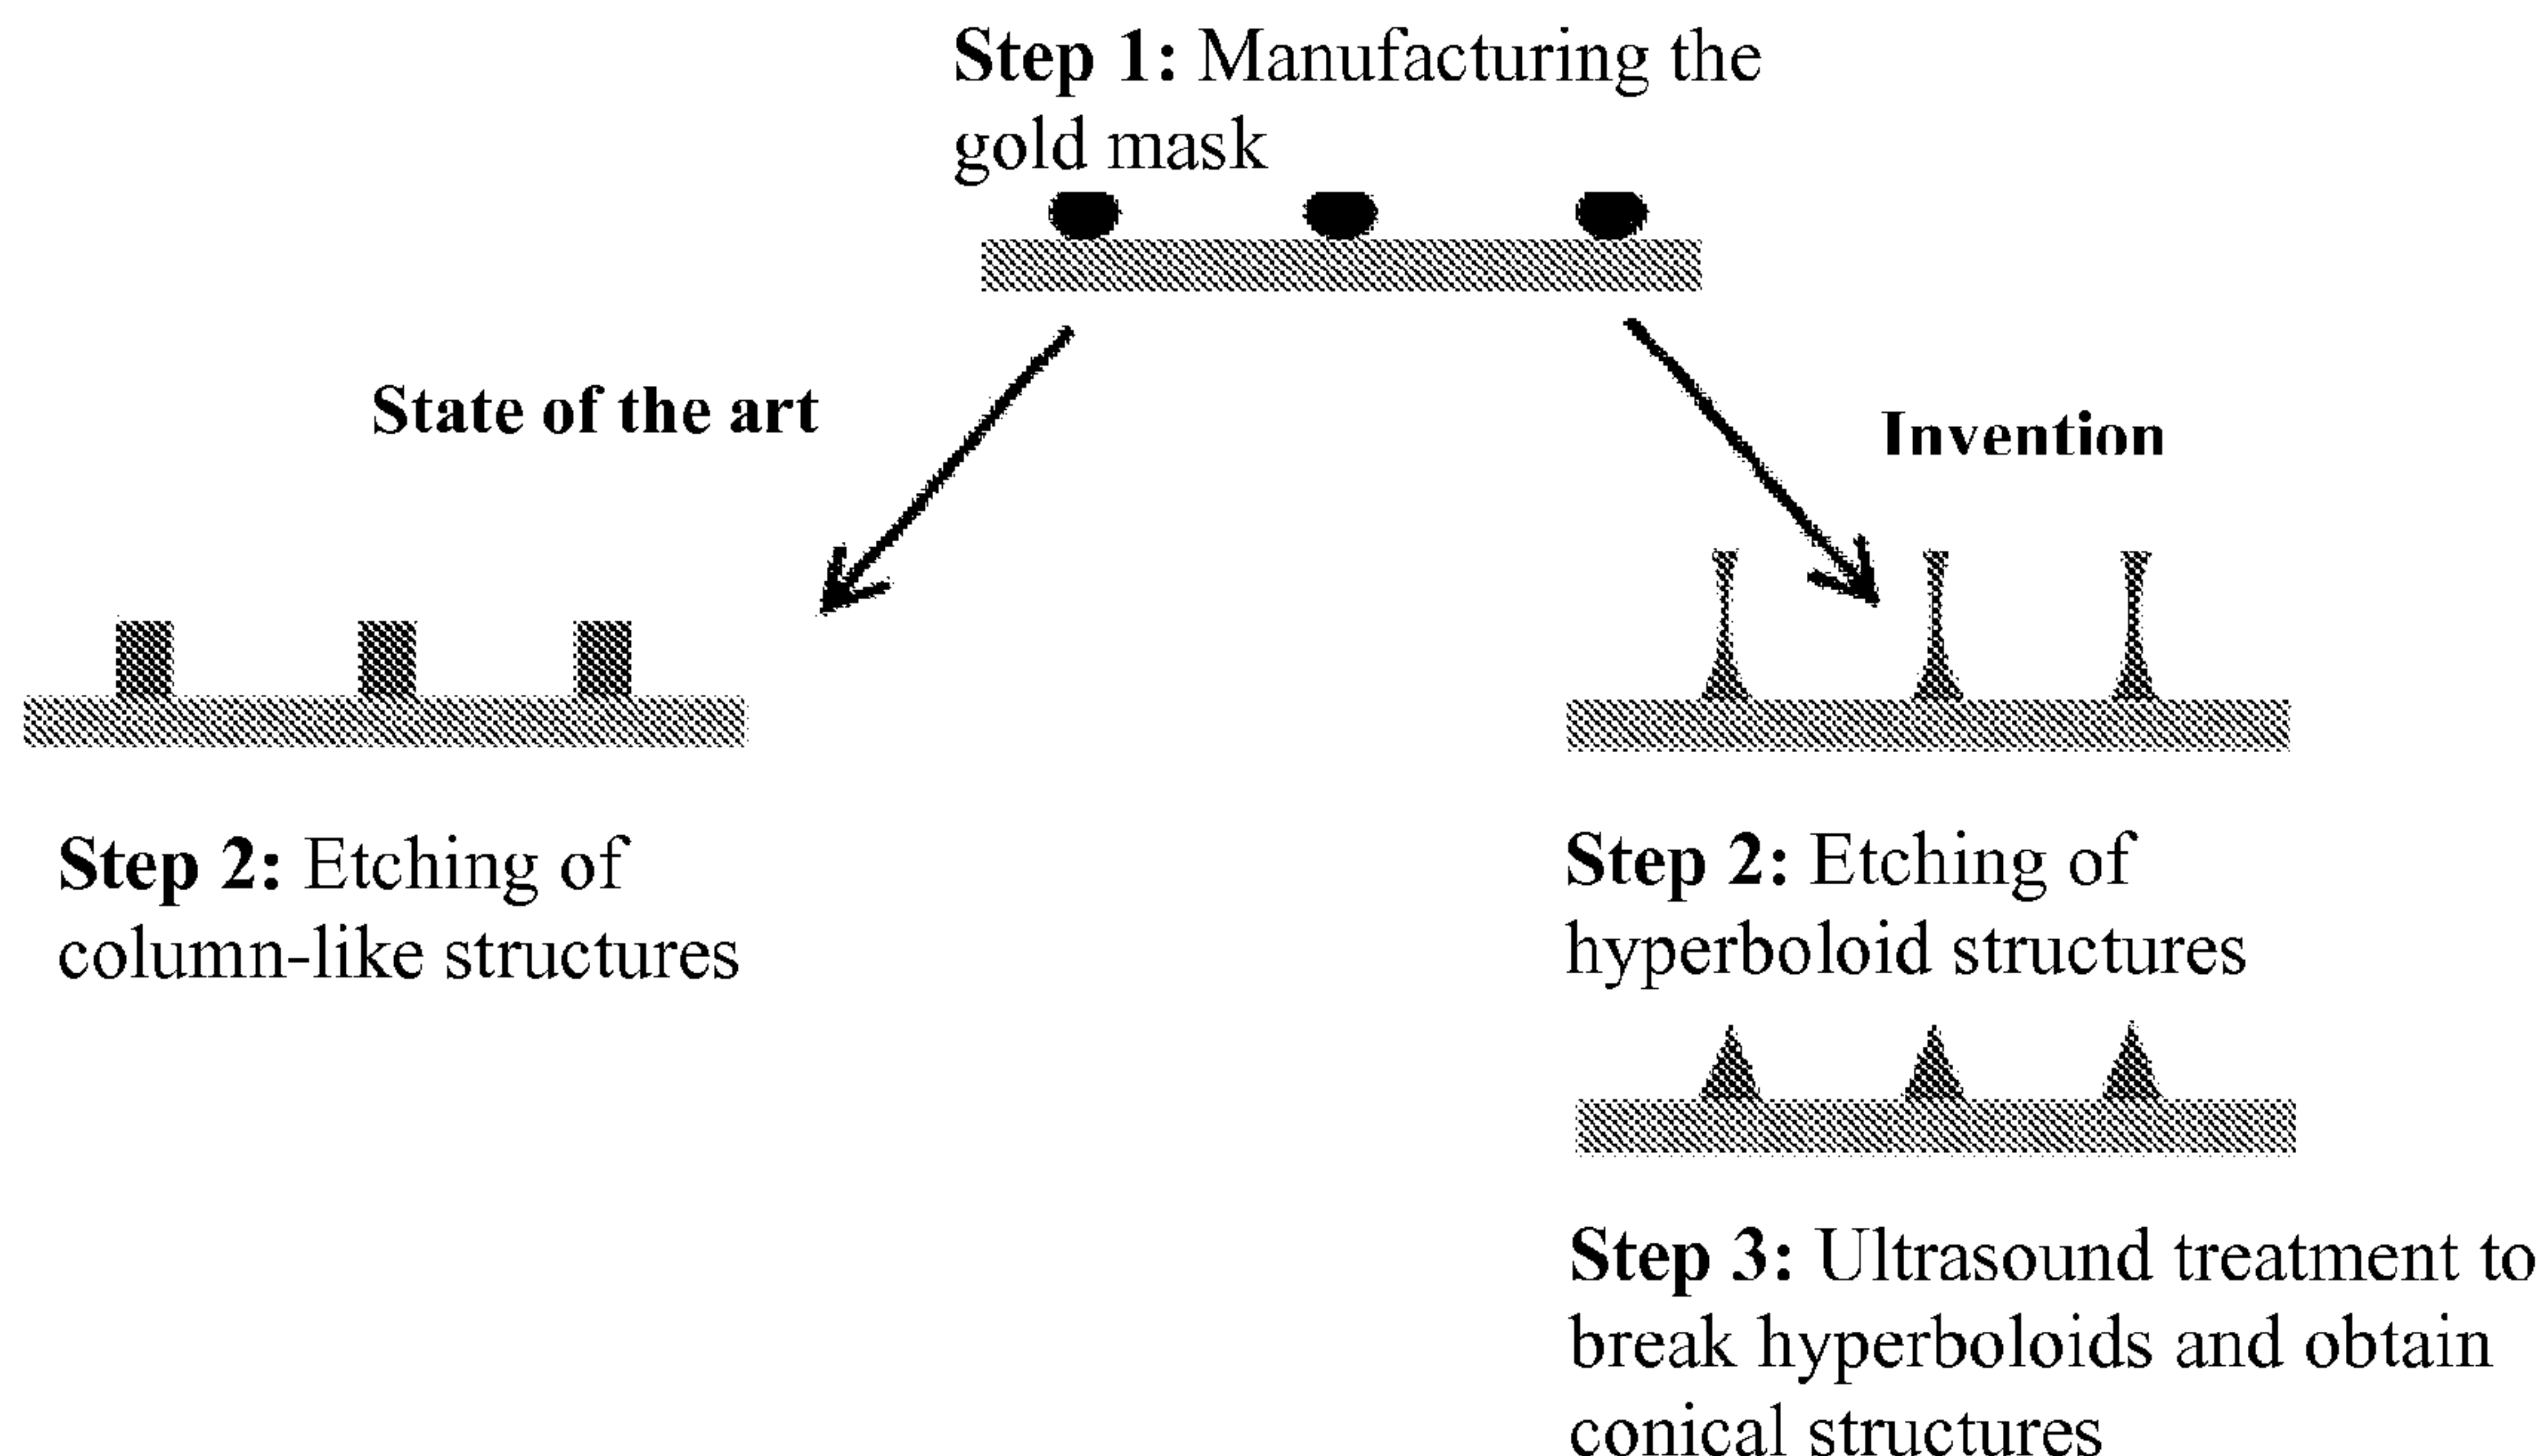 Step 1: Manufacturing the
gold mask
State of the art
Invention
Step 2: Etching of
column-like structures
Step 2: Etching of
hyperboloid structures
Step 3: Ultrasound treatment to
break hyperboloids and obtain
conical structures